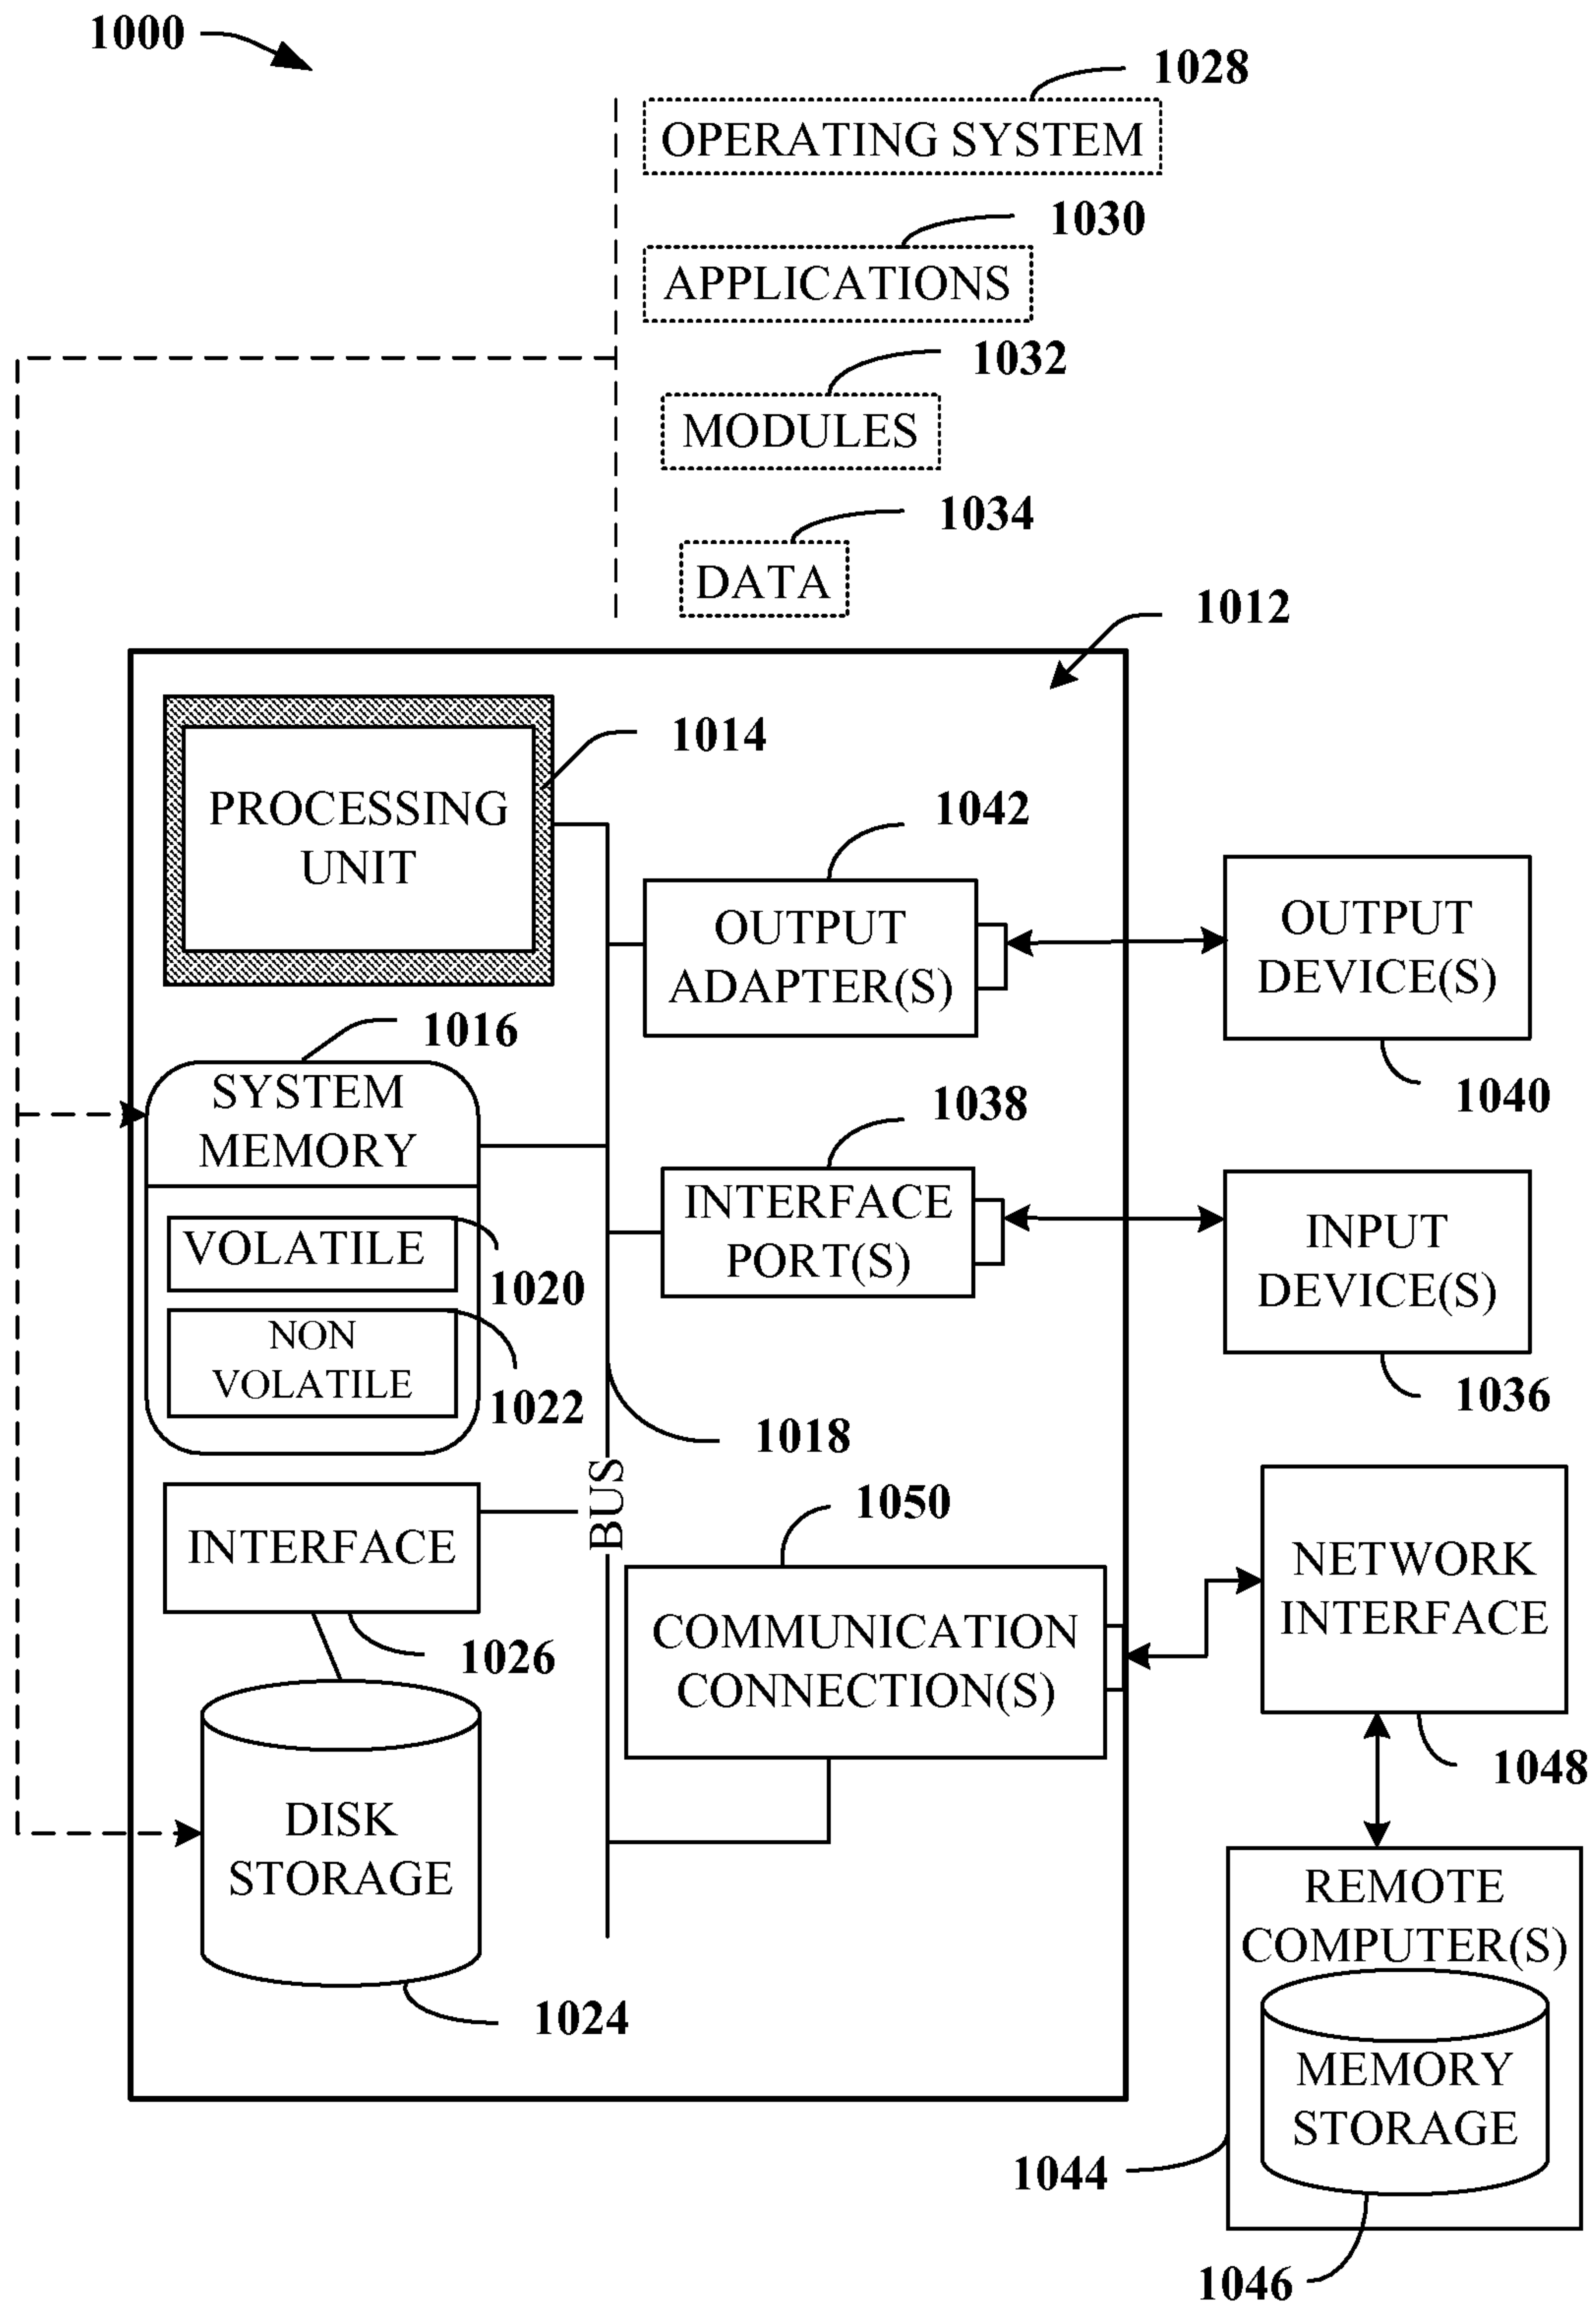 1000
1028
OPERATING SYSTEM
1030
APPLICATIONS
1032
MODULES
1034
DATA
1012
1014
PROCESSING
UNIT
1042
OUTPUT
ADAPTER(S)
OUTPUT
DEVICE(S)
1040
1016
SYSTEM
MEMORY
1038
INTERFACE
PORT(S)
INPUT
DEVICE(S)
1036
VOLATILE
1020
NON
VOLATILE
1022
1018
BUS
INTERFACE
1026
1050
COMMUNICATION
CONNECTION(S)
NETWORK
INTERFACE
1048
DISK
STORAGE
1024
REMOTE
COMPUTER(S)
MEMORY
STORAGE
1044
1046